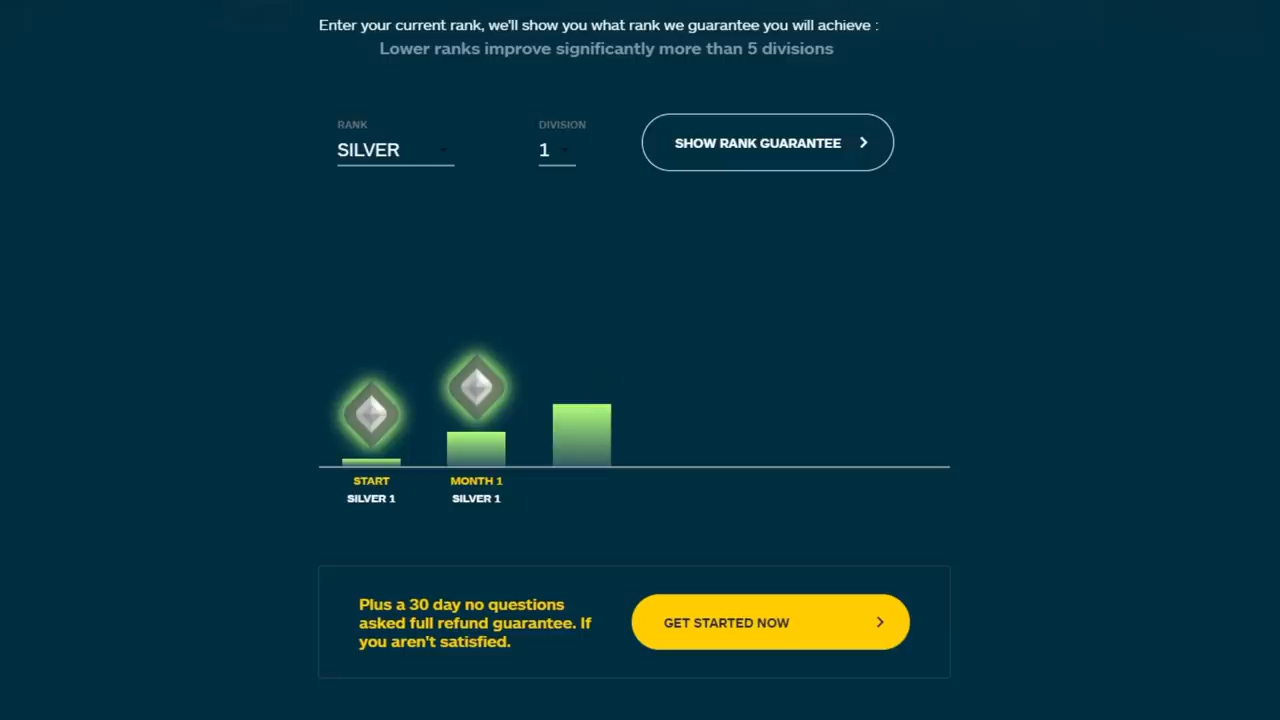 Enter your current rank, we'll show you what rank we guarantee you will achieve :
Lower ranks improve significantly more than 5 divisions
RANK
DIVISION
SILVER
1
SHOW RANK GUARANTEE
START
MONTH 1
SILVER 1
SILVER 1
Plus a 30 day no questions
asked full refund guarantee. If
you aren't satisfied.
GET STARTED NOW